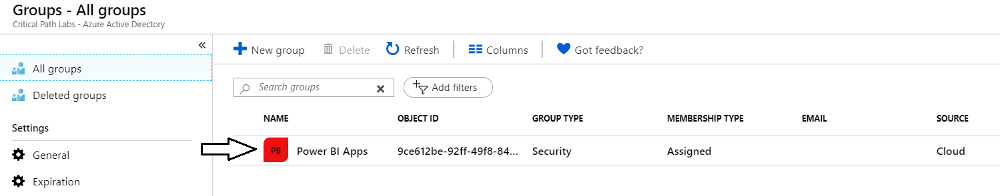 Groups - All groups
Critical Path Labs - Azure Active Directory
«
All groups
Deleted groups
Settings
General
Expiration
New group Delete Refresh Columns Got feedback?
Search groups Add filters
NAME OBJECT ID GROUP TYPE MEMBERSHIP TYPE EMAIL SOURCE
PB Power BI Apps 9ce612be-92ff-49f8-84... Security Assigned Cloud